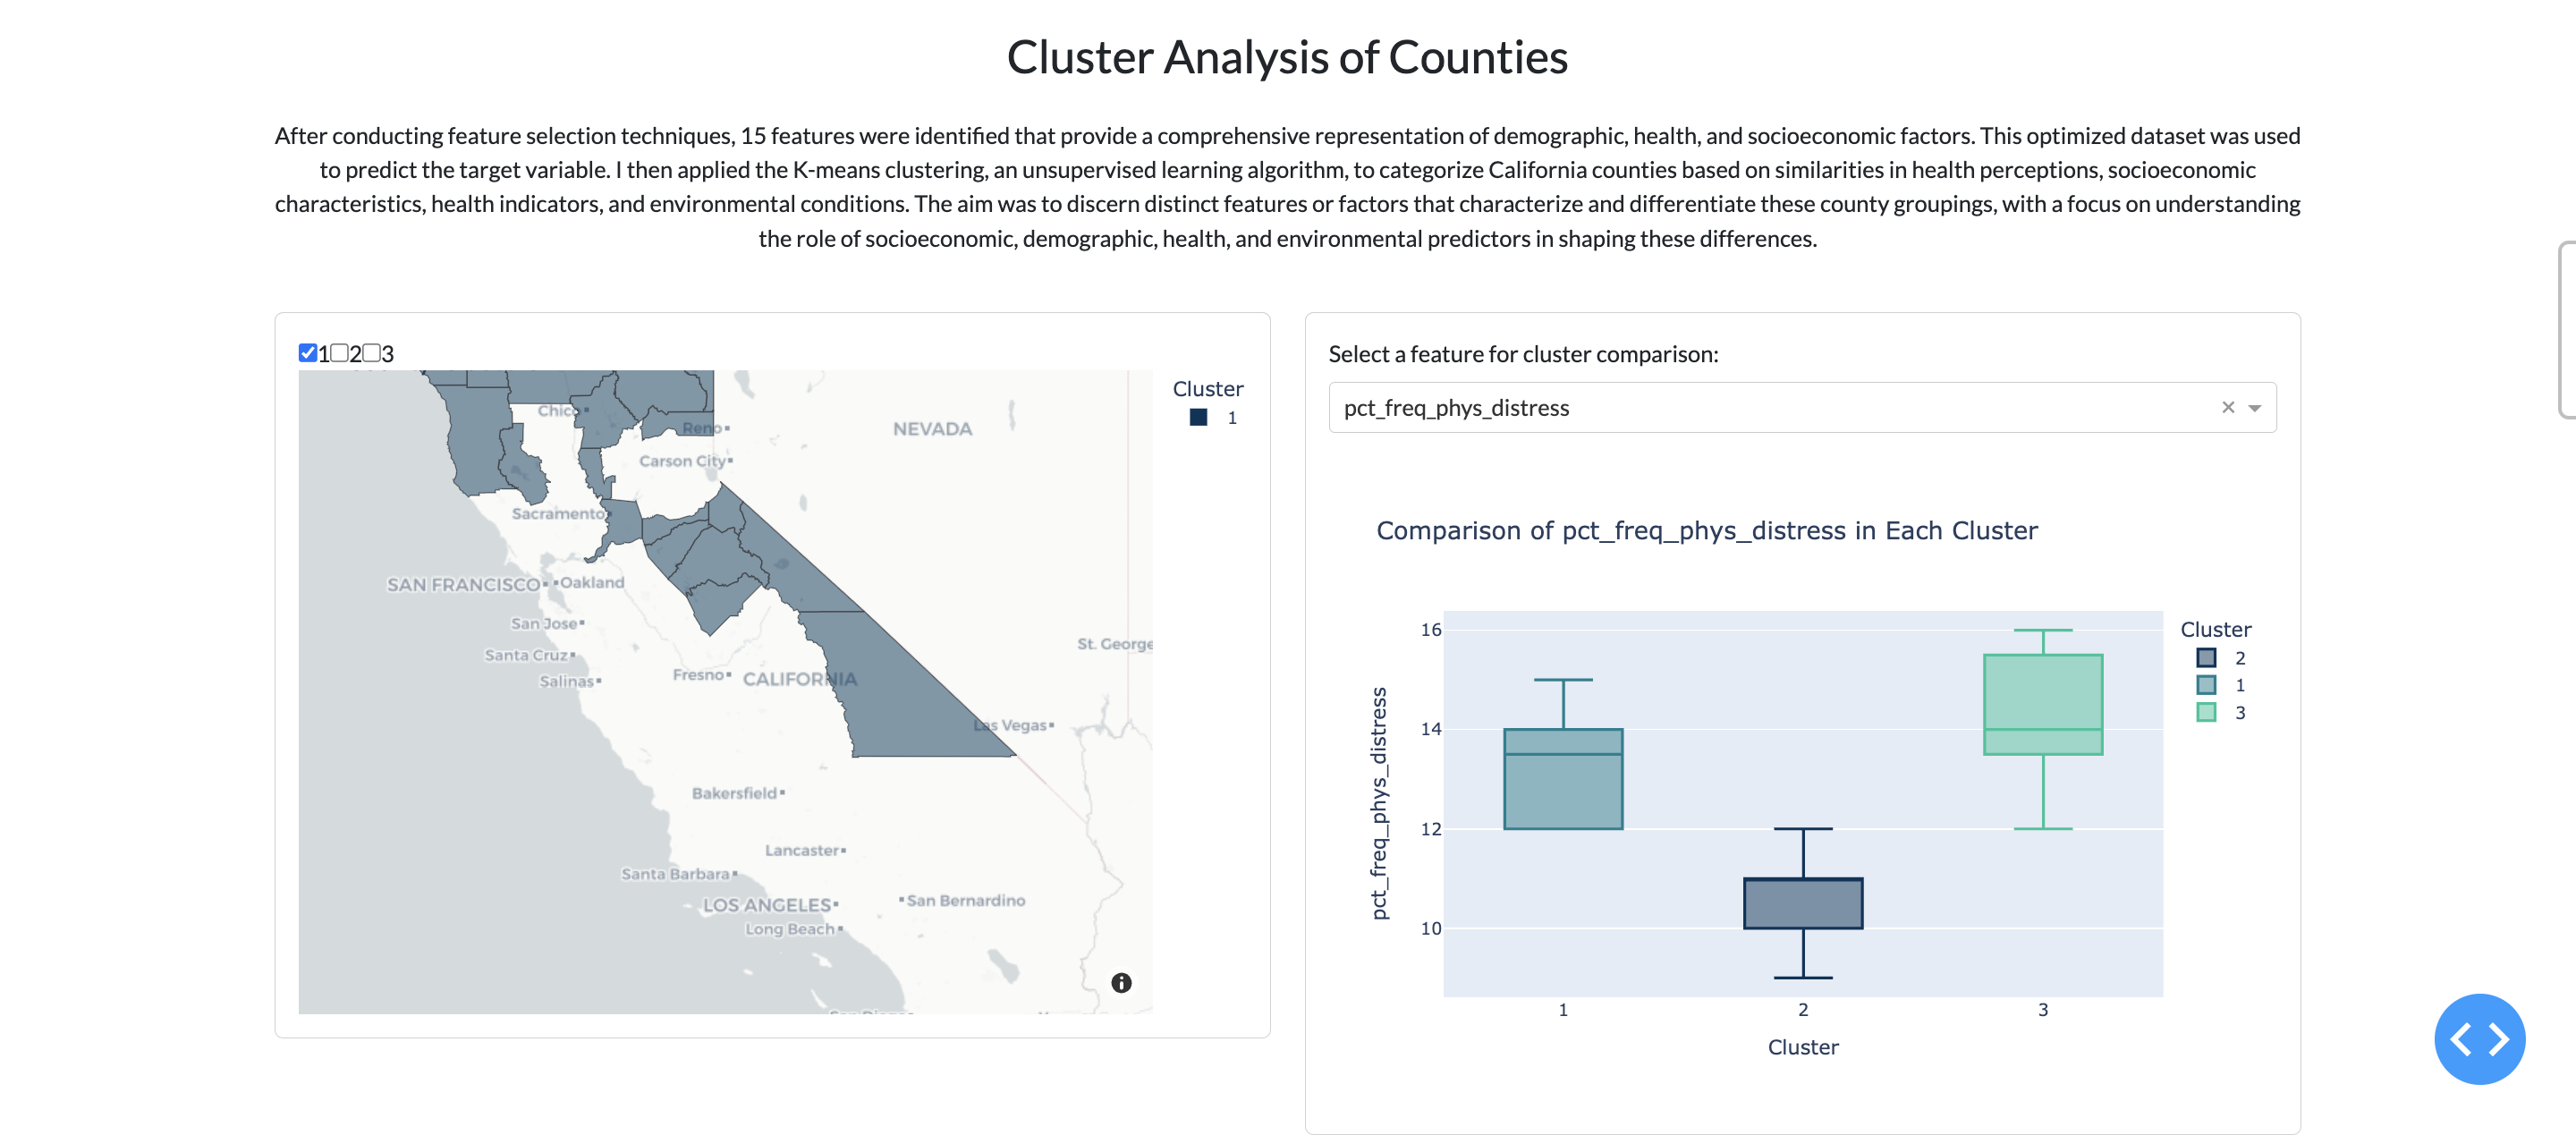 Cluster Analysis of Counties
After conducting feature selection techniques, 15 features were identified that provide a comprehensive representation of demographic, health, and socioeconomic factors. This optimized dataset was used
to predict the target variable. I then applied the K-means clustering, an unsupervised learning algorithm, to categorize California counties based on similarities in health perceptions, socioeconomic
characteristics, health indicators, and environmental conditions. The aim was to discern distinct features or factors that characterize and differentiate these county groupings, with a focus on understanding
the role of socioeconomic, demographic, health, and environmental predictors in shaping these differences.
1 2 3
Cluster
1
Chico
Reno
NEVADA
Carson City
Sacramento
SAN FRANCISCO
Oakland
San Jose
St. George
Santa Cruz
Salinas
Fresno
CALIFORNIA
Las Vegas
Bakersfield
Lancaster
Santa Barbara
LOS ANGELES
San Bernardino
Long Beach
Select a feature for cluster comparison:
pct_freq_phys_distress
Comparison of pct_freq_phys_distress in Each Cluster
pct_freq_phys_distress
16
14
12
10
1 2 3
Cluster
Cluster
2
1
3